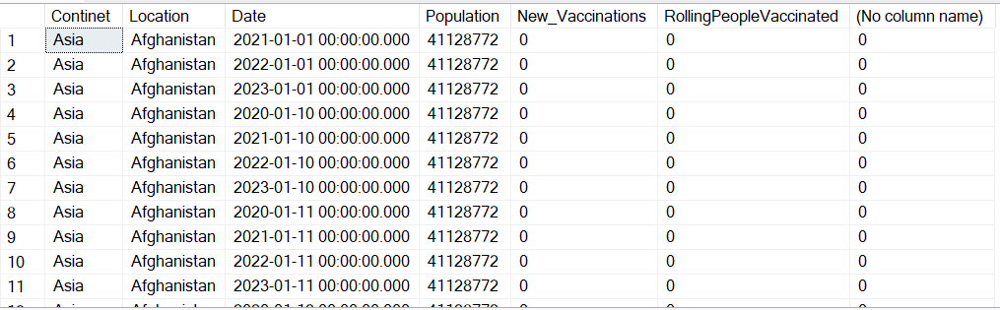 Continet Location Date Population New_Vaccinations RollingPeopleVaccinated (No column name)
1 Asia Afghanistan 2021-01-01 00:00:00.000 41128772 0 0 0
2 Asia Afghanistan 2022-01-01 00:00:00.000 41128772 0 0 0
3 Asia Afghanistan 2023-01-01 00:00:00.000 41128772 0 0 0
4 Asia Afghanistan 2020-01-10 00:00:00.000 41128772 0 0 0
5 Asia Afghanistan 2021-01-10 00:00:00.000 41128772 0 0 0
6 Asia Afghanistan 2022-01-10 00:00:00.000 41128772 0 0 0
7 Asia Afghanistan 2023-01-10 00:00:00.000 41128772 0 0 0
8 Asia Afghanistan 2020-01-11 00:00:00.000 41128772 0 0 0
9 Asia Afghanistan 2021-01-11 00:00:00.000 41128772 0 0 0
10 Asia Afghanistan 2022-01-11 00:00:00.000 41128772 0 0 0
11 Asia Afghanistan 2023-01-11 00:00:00.000 41128772 0 0 0